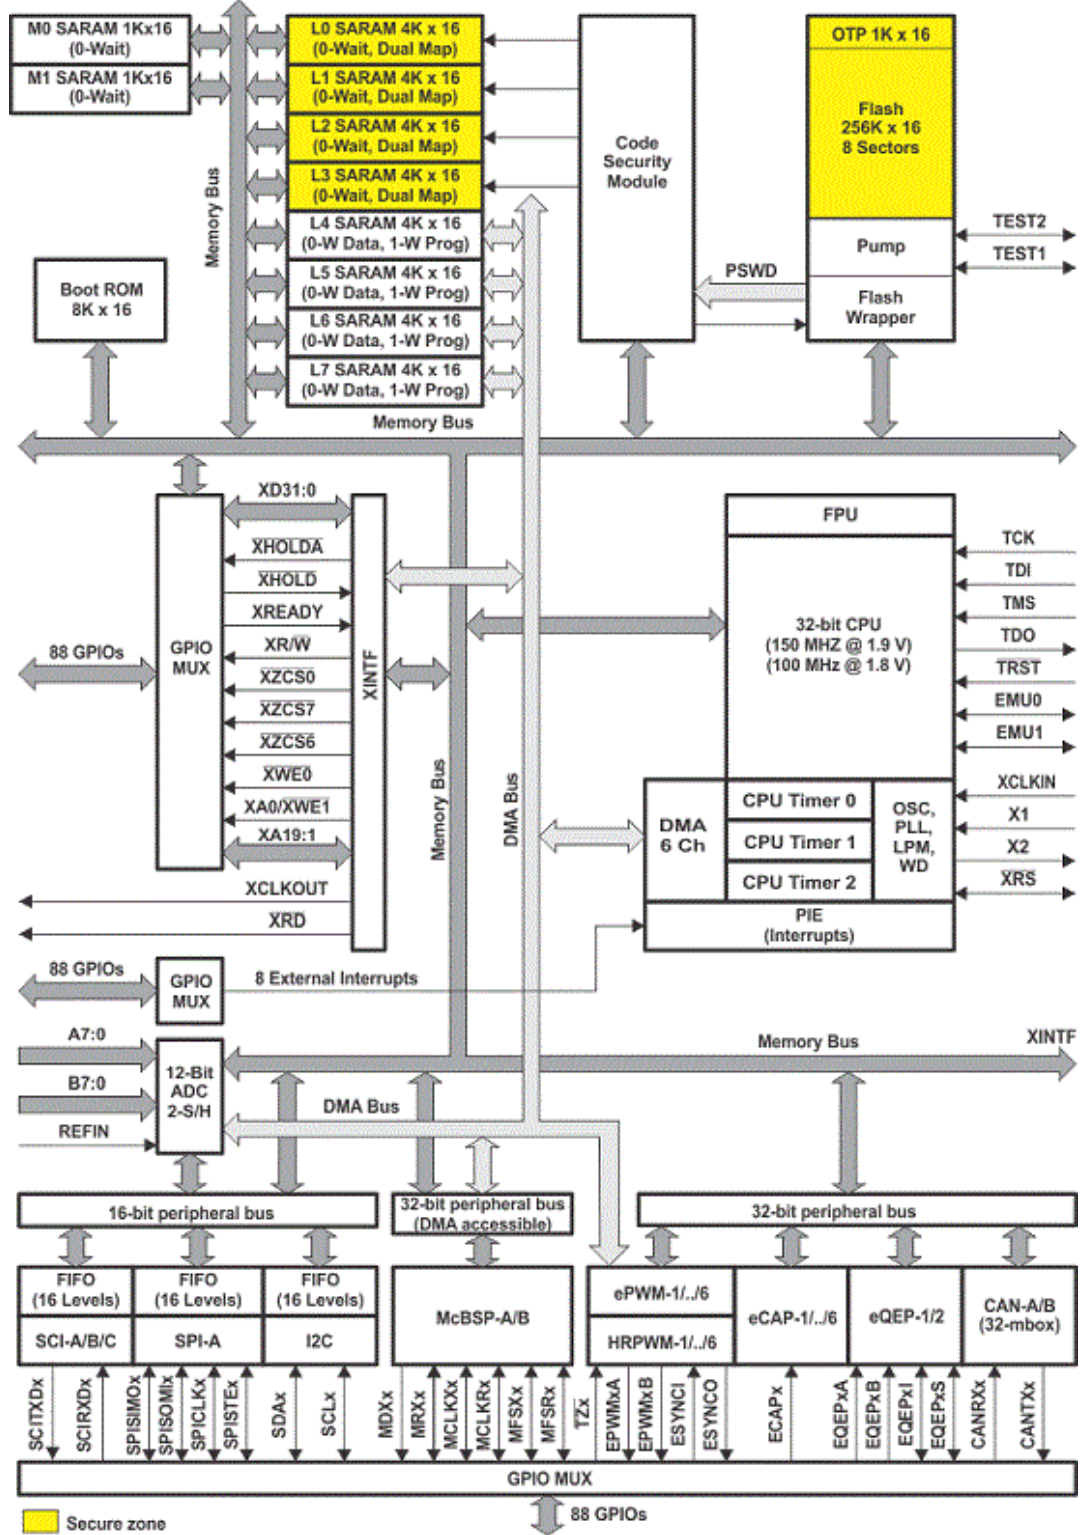 M0 SARAM 1Kx16
(0-Wait)
M1 SARAM 1Kx16
(0-Wait)
L0 SARAM 4K x 16
(0-Wait, Dual Map)
L1 SARAM 4K x 16
(0-Wait, Dual Map)
L2 SARAM 4K x 16
(0-Wait, Dual Map)
L3 SARAM 4K x 16
(0-Wait, Dual Map)
L4 SARAM 4K x 16
(0-W Data, 1-W Prog)
L5 SARAM 4K x 16
(0-W Data, 1-W Prog)
L6 SARAM 4K x 16
(0-W Data, 1-W Prog)
L7 SARAM 4K x 16
(0-W Data, 1-W Prog)
Memory Bus
Boot ROM
8K x 16
Code
Security
Module
OTP 1K x 16
Flash
256K x 16
8 Sectors
Pump
Flash
Wrapper
TEST2
TEST1
PSWD
Memory Bus
XD31:0
XHOLDA
XHOLD
XREADY
XR/W
XZCS0
XZCS7
XZCS6
XWE0
XA0/XWE1
XA19:1
XCLKOUT
XRD
88 GPIOs
GPIO
MUX
XINTF
Memory Bus
DMA Bus
FPU
32-bit CPU
(150 MHZ @ 1.9 V)
(100 MHz @ 1.8 V)
TCK
TDI
TMS
TDO
TRST
EMU0
EMU1
DMA
6 Ch
CPU Timer 0
CPU Timer 1
CPU Timer 2
OSC,
PLL,
LPM,
WD
XCLKIN
X1
X2
XRS
PIE
(Interrupts)
88 GPIOs
GPIO
MUX
8 External Interrupts
A7:0
B7:0
REFIN
12-Bit
ADC
2-S/H
Memory Bus
XINTF
DMA Bus
16-bit peripheral bus
32-bit peripheral bus
(DMA accessible)
32-bit peripheral bus
FIFO
(16 Levels)
SCI-A/B/C
FIFO
(16 Levels)
SPI-A
FIFO
(16 Levels)
I2C
McBSP-A/B
ePWM-1/../6
HRPWM-1/../6
eCAP-1/../6
eQEP-1/2
CAN-A/B
(32-mbox)
SCITXDx
SCIRXDx
SPISIMOx
SPISOMIx
SPICLKx
SPISTEx
SDAx
SCLx
MDXx
MRXx
MCLKXx
MCLKRx
MFSXx
MFSRx
TZx
EPWMxA
EPWMxB
ESYNCI
ESYNCO
ECAPx
EQEPxA
EQEPxB
EQEPxI
EQEPxS
CANRXx
CANTXx
GPIO MUX
88 GPIOs
Secure zone